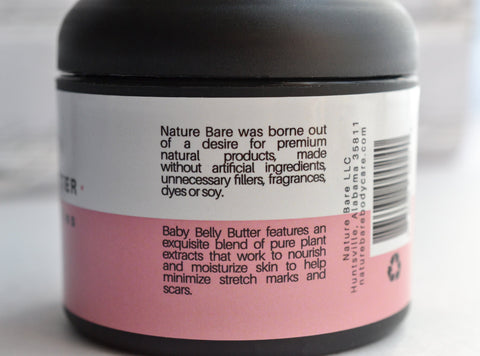 Nature Bare was borne out
of a desire for premium
natural products, made
without artificial ingredients,
unnecessary fillers, fragrances,
dyes or soy.
Baby Belly Butter features an
exquisite blend of pure plant
extracts that work to nourish
and moisturize skin to help
minimize stretch marks and
scars.
Nature Bare LLC
Huntsville, Alabama 35811
naturebarebodycare.com